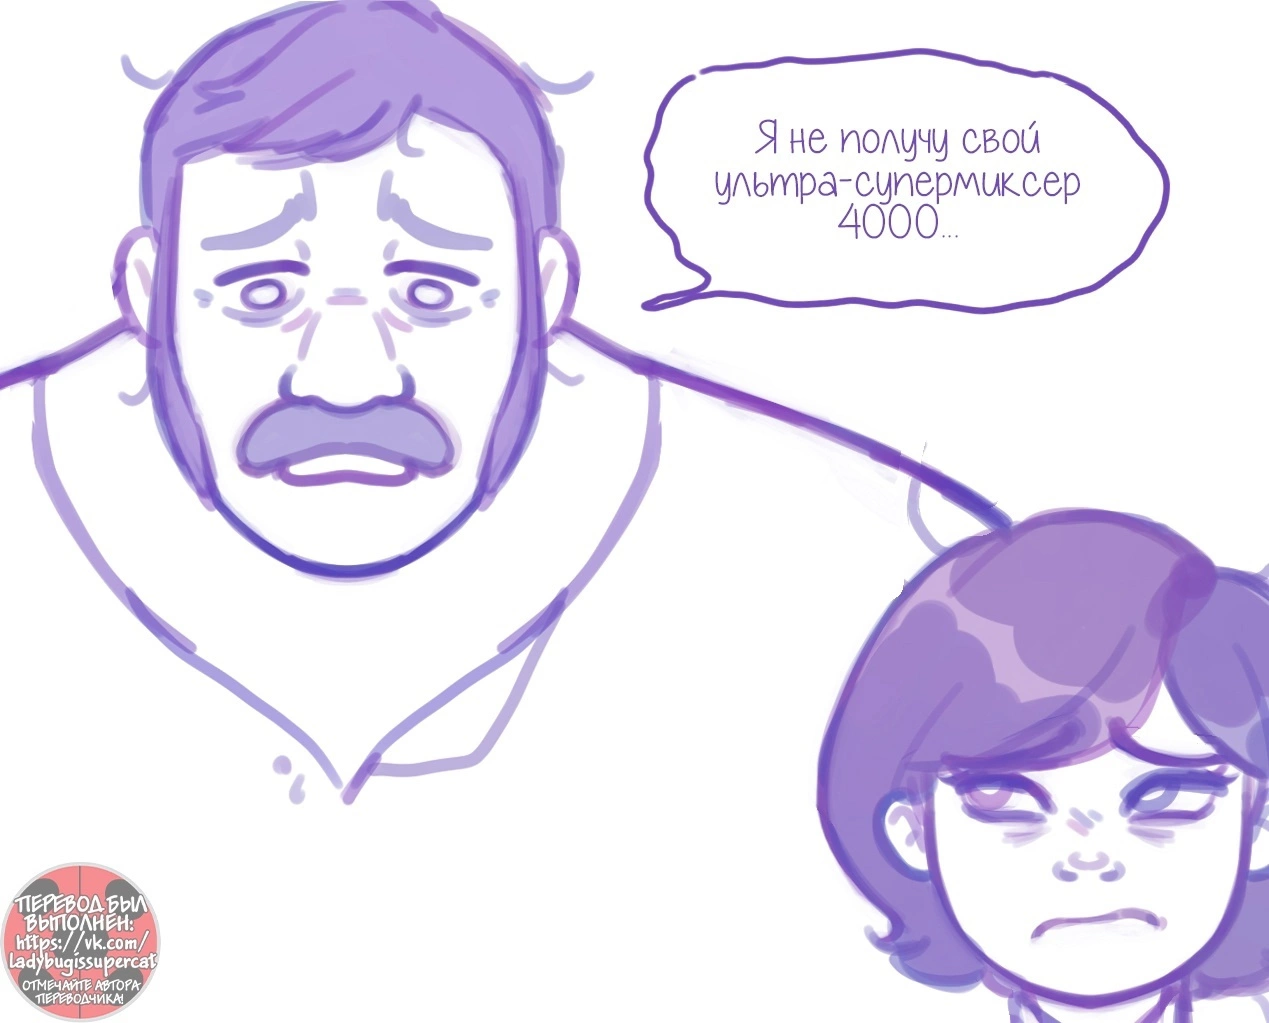 Я не получу свой
ультра-супермиксер
4000...
ПЕРЕВОД БЫЛ
ВЫПОЛНЕН:
https://vk.com/
ladybugissupercat
ОТМЕЧАЙТЕ АВТОРА
ПЕРЕВОДЧИКА!